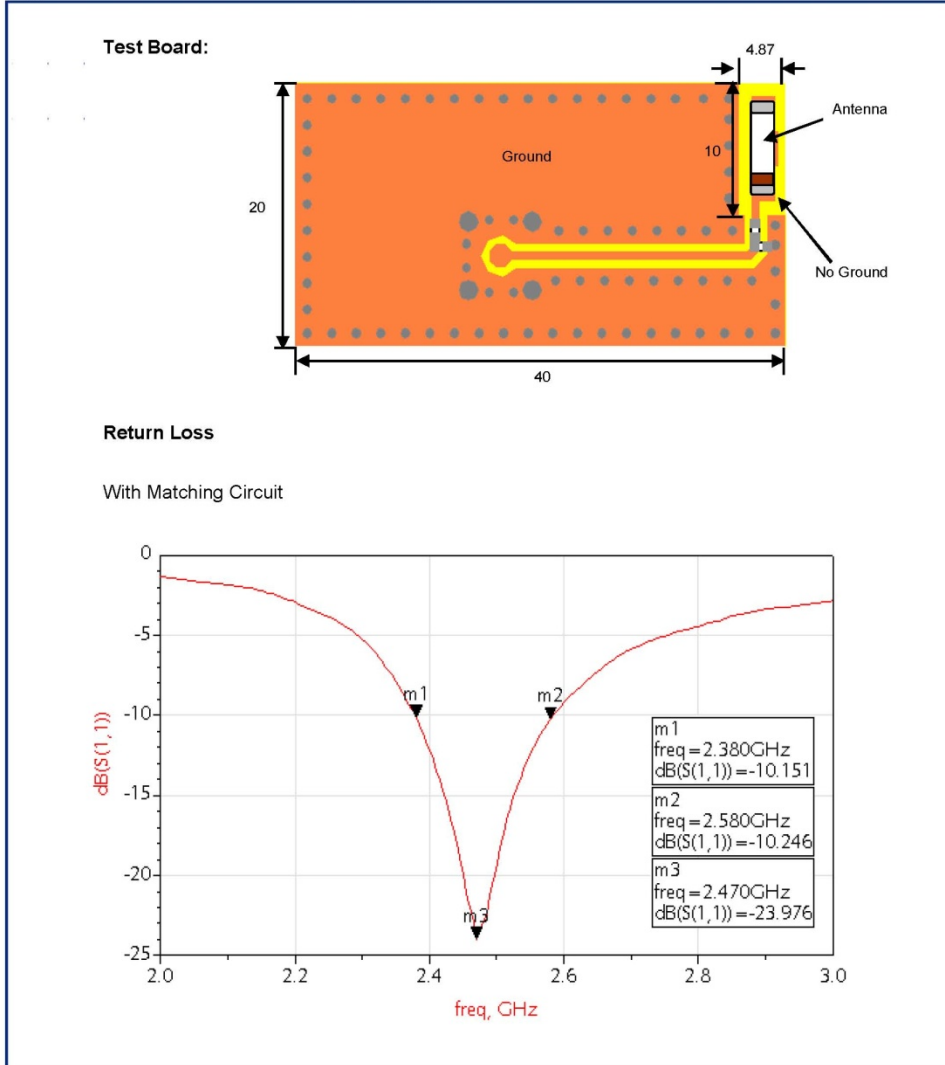 Test Board:
4.87
Antenna
10
Ground
20
No Ground
40
Return Loss
With Matching Circuit
0
-5
-10
-15
-20
-25
dB(S(1,1))
m1
m2
m3
m1
freq=2.380GHz
dB(S(1,1))=-10.151
m2
freq=2.580GHz
dB(S(1,1))=-10.246
m3
freq=2.470GHz
dB(S(1,1))=-23.976
2.0 2.2 2.4 2.6 2.8 3.0
freq, GHz